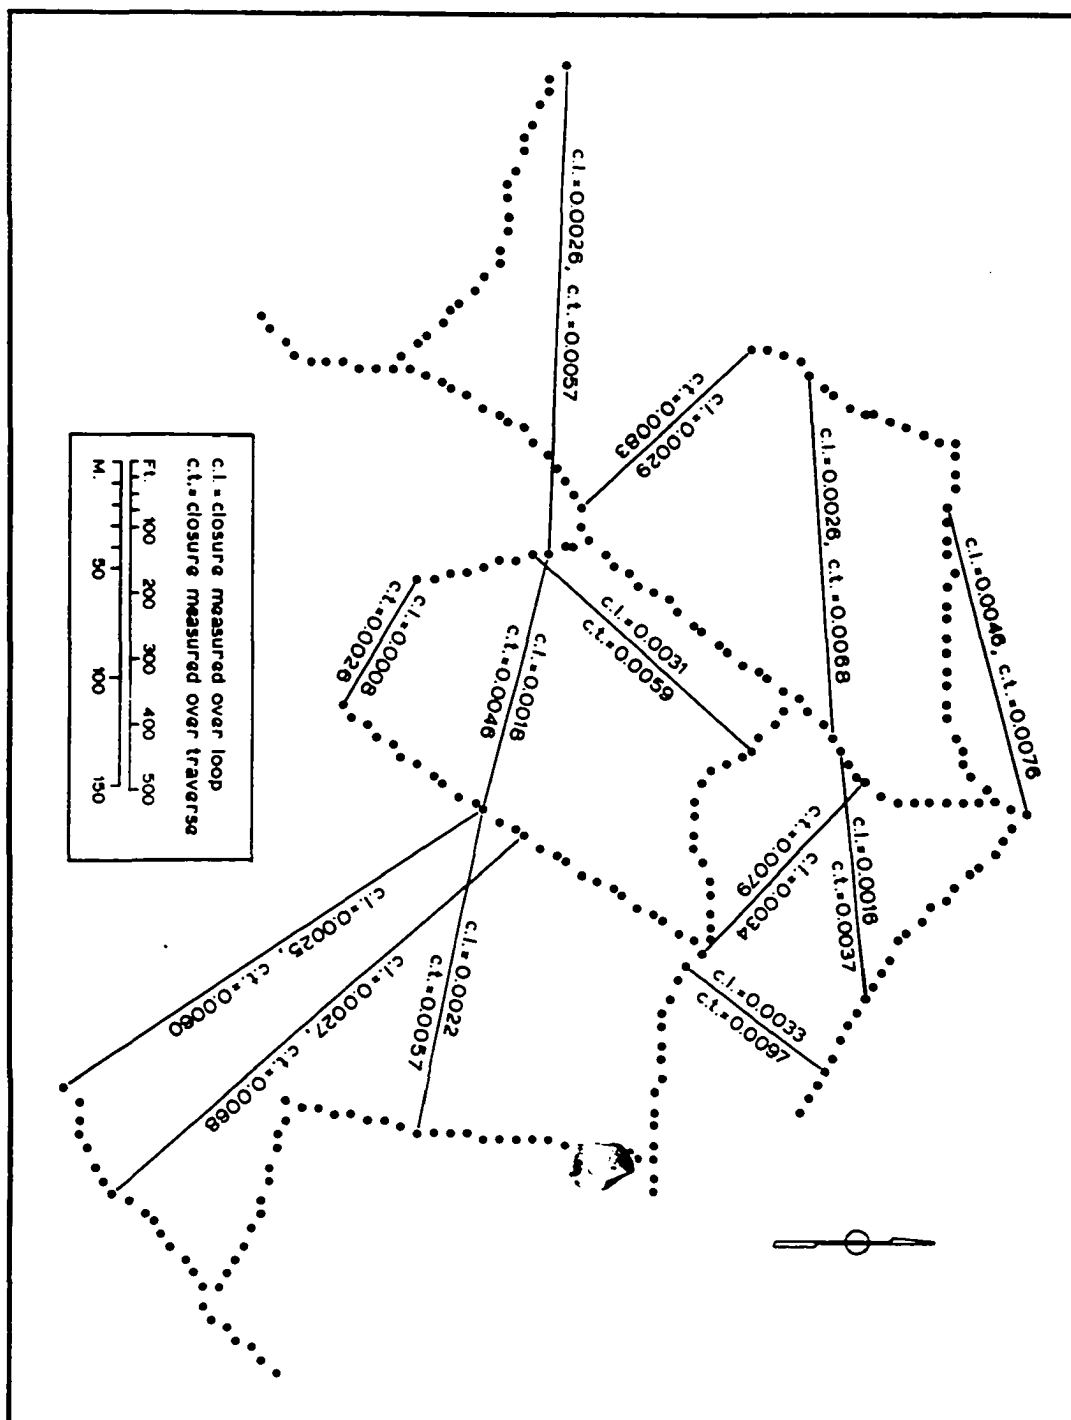 c.l.=0.0026, c.t.=0.0057
c.l.=0.0029
c.t.=0.0083
c.l.=0.0026, c.t.=0.0068
c.l.=0.0046, c.t.=0.0076
c.l.=0.0031
c.t.=0.0059
c.l.=0.0008
c.t.=0.0026
c.l.=0.0018
c.t.=0.0046
c.l.=0.0016
c.t.=0.0037
c.l.=0.0034
c.t.=0.0079
c.l.=0.0033
c.t.=0.0097
c.l.=0.0022
c.t.=0.0057
c.l.=0.0025, c.t.=0.0060
c.l.=0.0027, c.t.=0.0068
c.l. = closure measured over loop
c.t. = closure measured over traverse
Ft. 100 200 300 400 500
M. 50 100 150